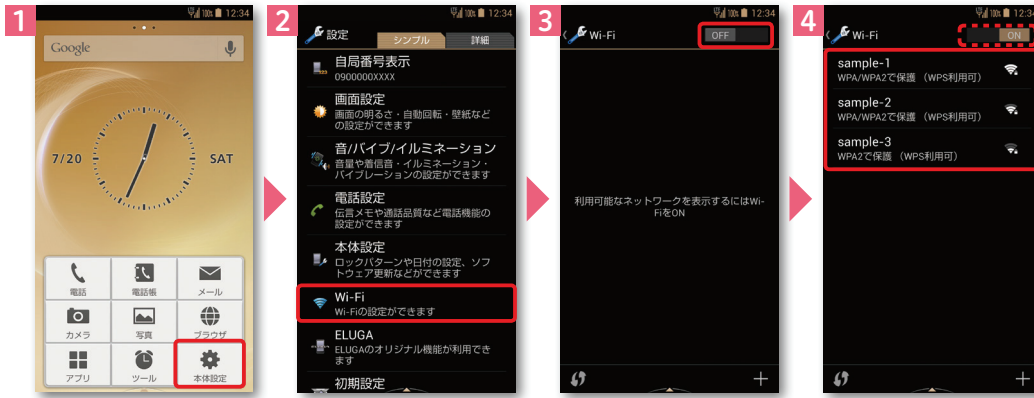 1
100% 12:34
Google
7/20
SAT
電話
電話帳
メール
カメラ
写真
ブラウザ
アプリ
ツール
本体設定
2
100% 12:34
設定
シンプル
詳細
自局番号表示
0900000XXXX
画面設定
画面の明るさ・自動回転・壁紙など
の設定ができます
音/バイブ/イルミネーション
音量や着信音・イルミネーション・
バイブレーションの設定ができます
電話設定
伝言メモや通話品質など電話機能の
設定ができます
本体設定
ロックパターンや日付の設定、ソフ
トウェア更新などができます
Wi-Fi
Wi-Fiの設定ができます
ELUGA
ELUGAのオリジナル機能が利用でき
ます
初期設定
3
100% 12:34
Wi-Fi
OFF
利用可能なネットワークを表示するにはWi-
FiをON
4
100% 12:34
Wi-Fi
ON
sample-1
WPA/WPA2で保護 （WPS利用可）
sample-2
WPA/WPA2で保護 （WPS利用可）
sample-3
WPA2で保護 （WPS利用可）